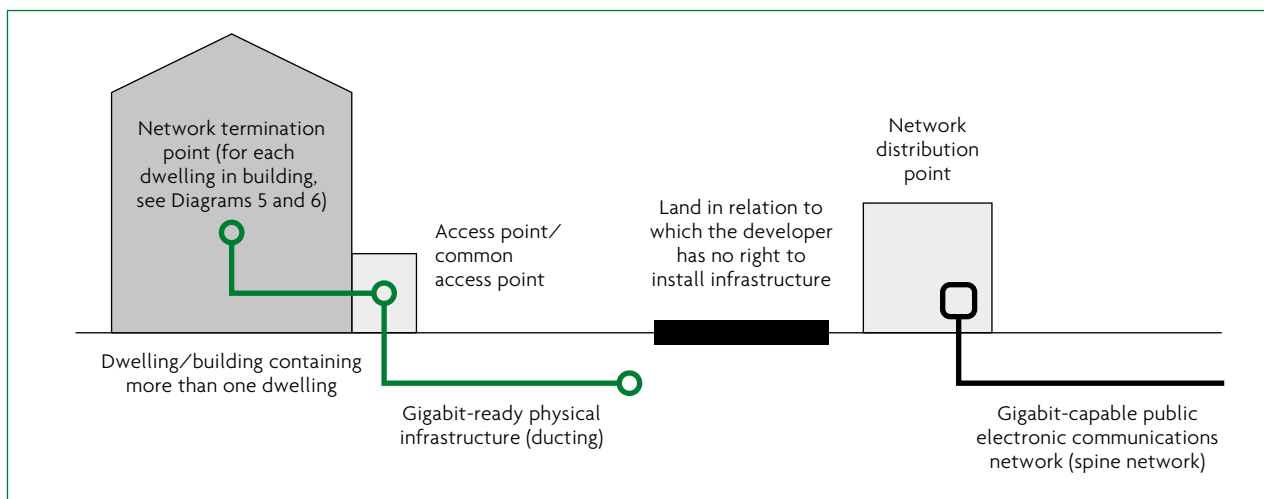 Network termination
point (for each
dwelling in building,
see Diagrams 5 and 6)
Access point/
common
access point
Land in relation to
which the developer
has no right to
install infrastructure
Network
distribution
point
Dwelling/building containing
more than one dwelling
Gigabit-ready physical
infrastructure (ducting)
Gigabit-capable public
electronic communications
network (spine network)